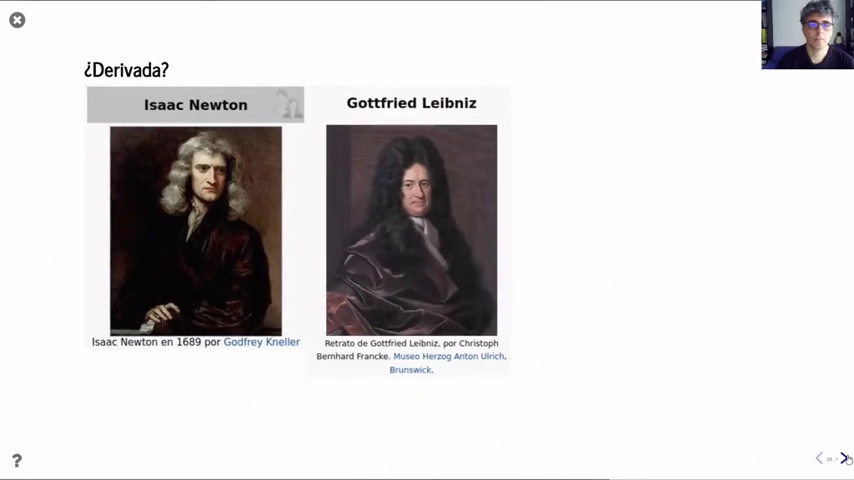 ¿Derivada?
Isaac Newton
Gottfried Leibniz
Isaac Newton en 1689 por Godfrey Kneller
Retrato de Gottfried Leibniz, por Christoph
Bernhard Francke. Museo Herzog Anton Ulrich,
Brunswick.
?